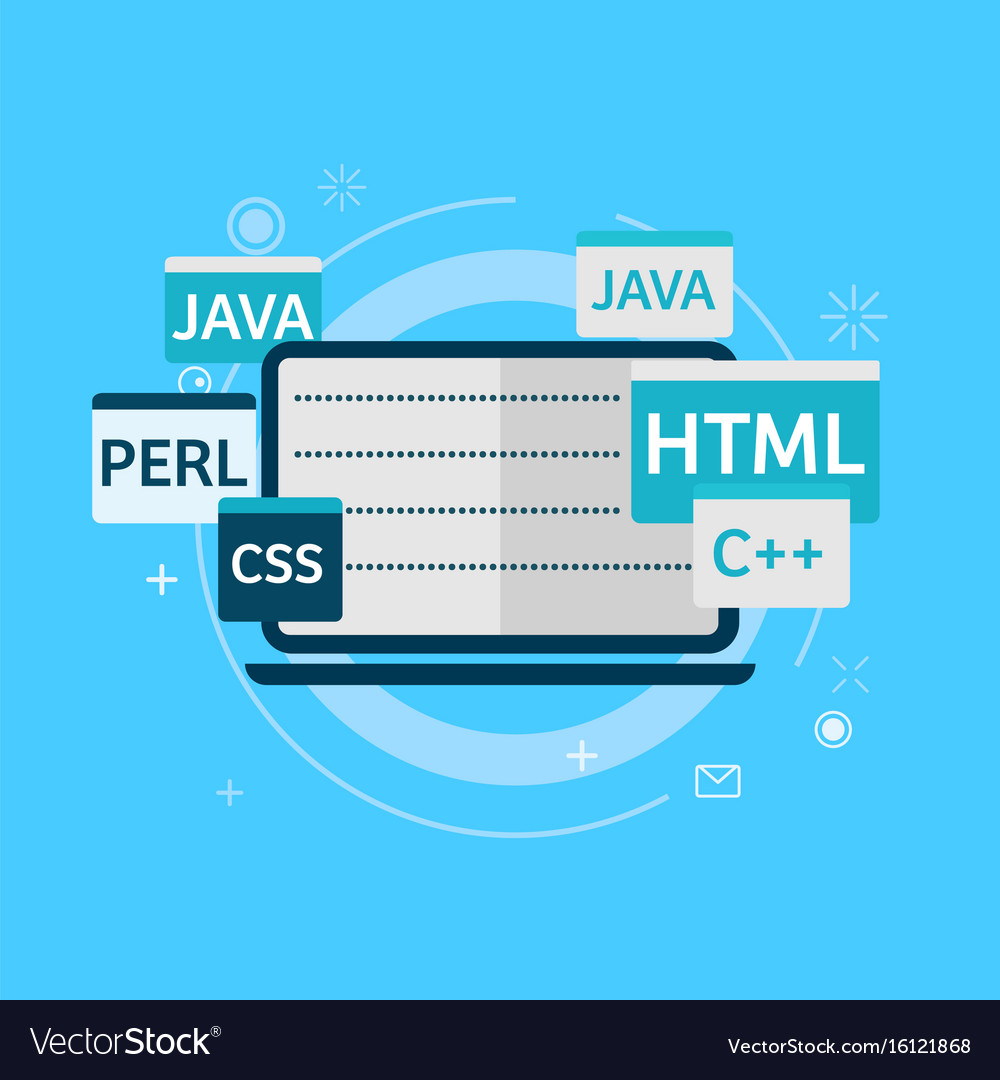 JAVA
JAVA
HTML
PERL
CSS
C++
VectorStock®
VectorStock.com/16121868